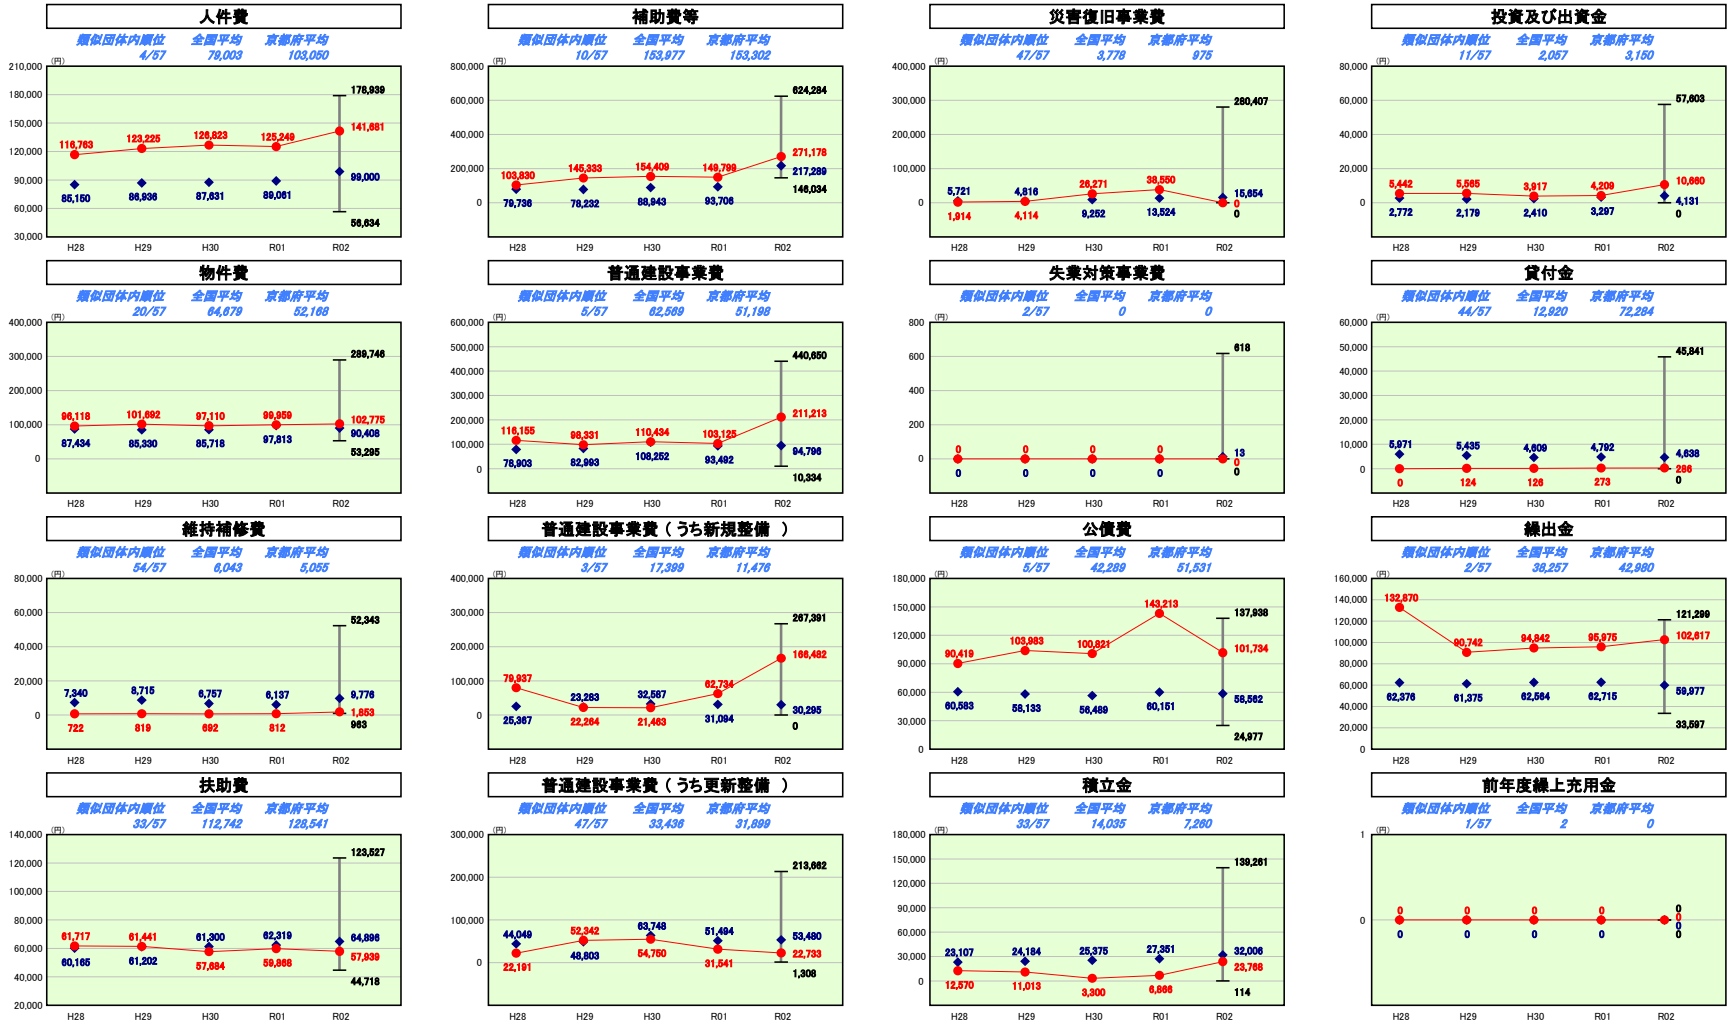 人件費
類似団体内順位 全国平均 京都府平均
4/57 79,003 103,050
(円)
210,000
180,000
150,000
120,000
90,000
60,000
30,000
178,939
116,763 123,225 126,823 125,249 141,681
85,150 86,936 87,631 89,061 99,000
56,634
H28 H29 H30 R01 R02
補助費等
類似団体内順位 全国平均 京都府平均
10/57 153,977 153,302
(円)
800,000
600,000
400,000
200,000
0
624,284
103,830 145,333 154,409 149,799 271,178
79,736 78,232 88,943 93,706 217,289
146,034
H28 H29 H30 R01 R02
災害復旧事業費
類似団体内順位 全国平均 京都府平均
47/57 3,778 975
(円)
400,000
300,000
200,000
100,000
0
280,407
5,721 4,816 26,271 38,550 15,654
1,914 4,114 9,252 13,524 0
0
H28 H29 H30 R01 R02
投資及び出資金
類似団体内順位 全国平均 京都府平均
11/57 2,057 3,150
(円)
80,000
60,000
40,000
20,000
0
57,603
5,442 5,565 3,917 4,209 10,660
2,772 2,179 2,410 3,297 4,131
0
H28 H29 H30 R01 R02
物件費
類似団体内順位 全国平均 京都府平均
20/57 64,679 52,168
(円)
400,000
300,000
200,000
100,000
0
289,746
96,118 101,692 97,110 99,959 102,775
87,434 85,330 85,718 97,813 90,408
53,295
H28 H29 H30 R01 R02
普通建設事業費
類似団体内順位 全国平均 京都府平均
5/57 62,569 51,198
(円)
600,000
500,000
400,000
300,000
200,000
100,000
0
440,650
116,155 98,331 110,434 103,125 211,213
78,903 82,993 108,252 93,492 94,796
10,334
H28 H29 H30 R01 R02
失業対策事業費
類似団体内順位 全国平均 京都府平均
2/57 0 0
(円)
800
600
400
200
0
618
0 0 0 0 13
0 0 0 0 0
0
H28 H29 H30 R01 R02
貸付金
類似団体内順位 全国平均 京都府平均
44/57 12,920 72,284
(円)
60,000
50,000
40,000
30,000
20,000
10,000
0
45,841
5,971 5,435 4,609 4,792 4,638
0 124 126 273 286
0
H28 H29 H30 R01 R02
維持補修費
類似団体内順位 全国平均 京都府平均
54/57 6,043 5,055
(円)
80,000
60,000
40,000
20,000
0
52,343
7,340 8,715 6,757 6,137 9,776
722 819 692 812 1,853
963
H28 H29 H30 R01 R02
普通建設事業費（うち新規整備　）
類似団体内順位 全国平均 京都府平均
3/57 17,399 11,476
(円)
400,000
300,000
200,000
100,000
0
267,391
79,937 23,283 32,587 62,734 166,482
25,367 22,264 21,463 31,094 30,295
0
H28 H29 H30 R01 R02
公債費
類似団体内順位 全国平均 京都府平均
5/57 42,289 51,531
(円)
180,000
150,000
120,000
90,000
60,000
30,000
0
137,938
90,419 103,983 100,821 143,213 101,734
60,583 58,133 56,489 60,151 58,562
24,977
H28 H29 H30 R01 R02
繰出金
類似団体内順位 全国平均 京都府平均
2/57 38,257 42,980
(円)
160,000
140,000
120,000
100,000
80,000
60,000
40,000
20,000
0
121,299
132,870 90,742 94,842 95,975 102,617
62,376 61,375 62,564 62,715 59,977
33,597
H28 H29 H30 R01 R02
扶助費
類似団体内順位 全国平均 京都府平均
33/57 112,742 128,541
(円)
140,000
120,000
100,000
80,000
60,000
40,000
20,000
123,527
61,717 61,441 61,300 62,319 64,896
60,165 61,202 57,684 59,868 57,939
44,718
H28 H29 H30 R01 R02
普通建設事業費（うち更新整備　）
類似団体内順位 全国平均 京都府平均
47/57 33,436 31,899
(円)
300,000
200,000
100,000
0
213,662
44,049 52,342 63,748 51,494 53,480
22,191 48,803 54,750 31,541 22,733
1,308
H28 H29 H30 R01 R02
積立金
類似団体内順位 全国平均 京都府平均
33/57 14,035 7,260
(円)
180,000
150,000
120,000
90,000
60,000
30,000
0
139,261
23,107 24,184 25,375 27,351 32,006
12,570 11,013 3,300 6,866 23,768
114
H28 H29 H30 R01 R02
前年度繰上充用金
類似団体内順位 全国平均 京都府平均
1/57 2 0
(円)
1
0
0
0 0 0 0 0
0 0 0 0 0
0
H28 H29 H30 R01 R02